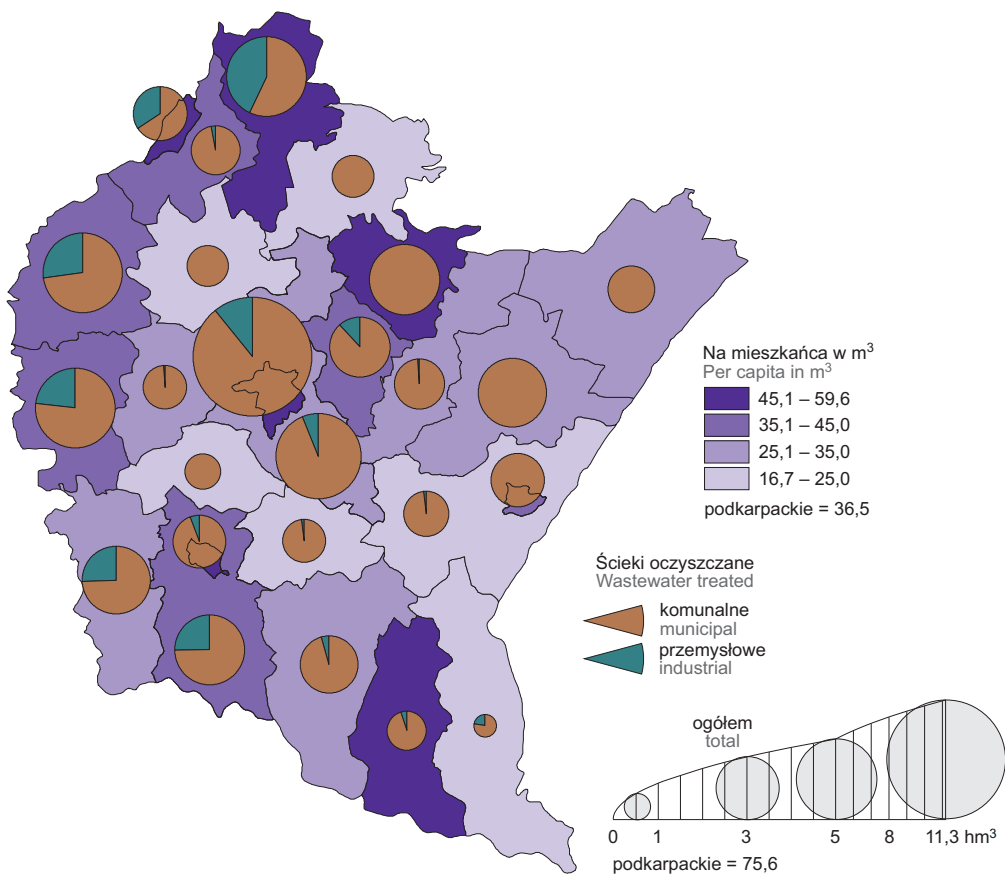 Na mieszkańca w m³
Per capita in m³
45,1 – 59,6
35,1 – 45,0
25,1 – 35,0
16,7 – 25,0
podkarpackie = 36,5
Ścieki oczyszczane
Wastewater treated
komunalne
municipal
przemysłowe
industrial
ogółem
total
0 1 3 5 8 11,3 hm³
podkarpackie = 75,6